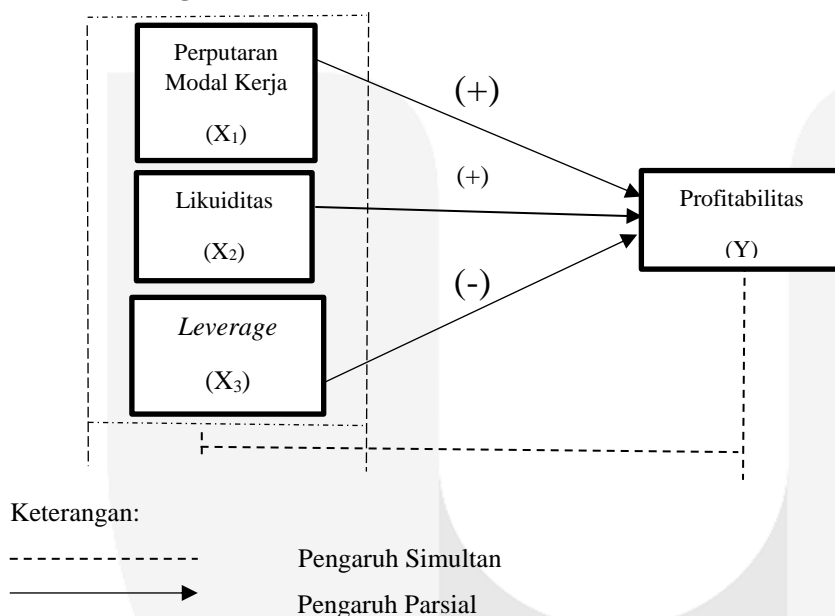 Perputaran
Modal Kerja
(X₁)
(+)
Likuiditas
(X₂)
(+)
Leverage
(X₃)
(-)
Profitabilitas
(Y)
Keterangan:
Pengaruh Simultan
Pengaruh Parsial